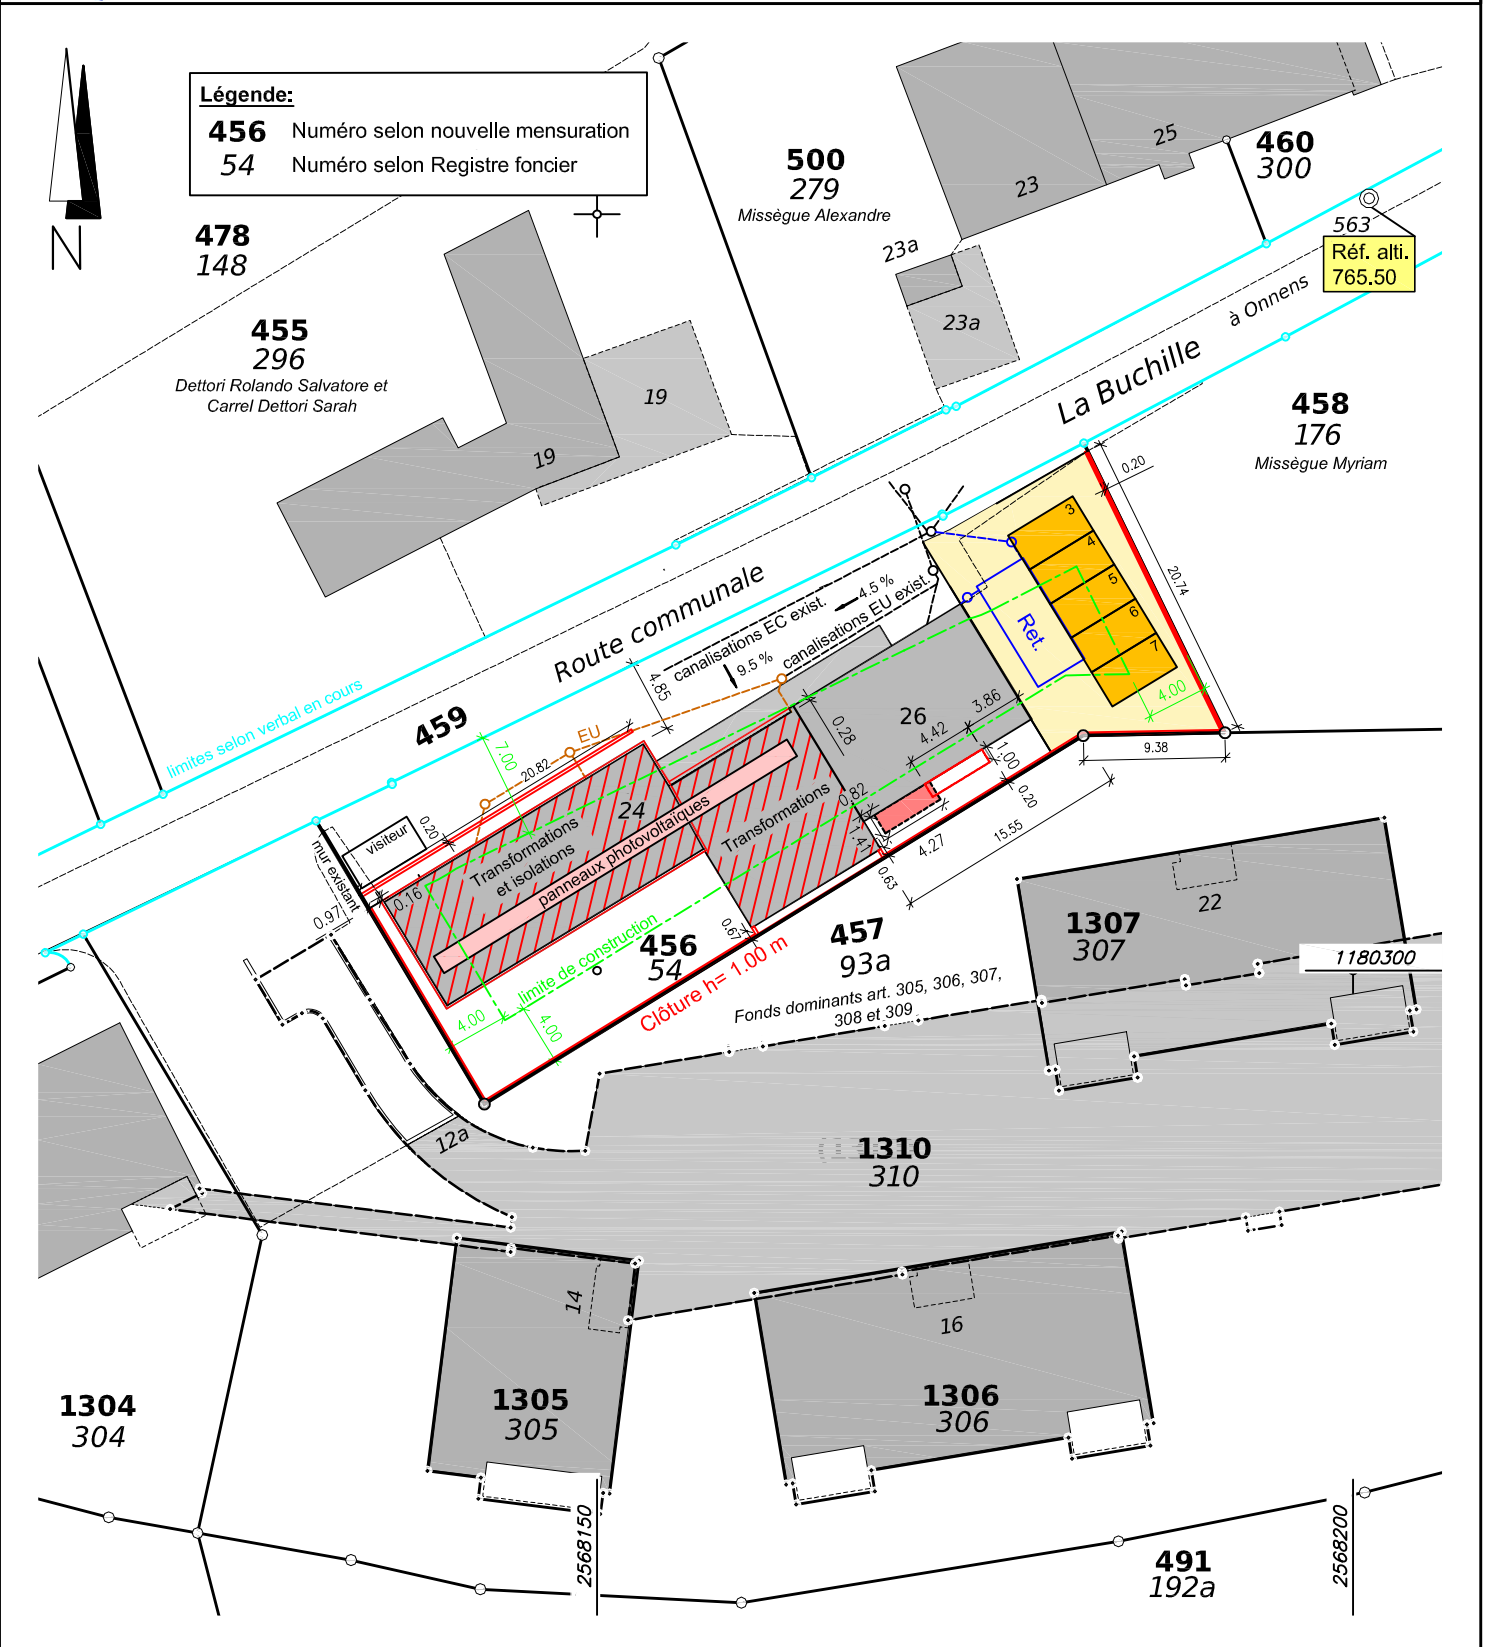 Légende:
456 Numéro selon nouvelle mensuration
54 Numéro selon Registre foncier
N
478
148
455
296
Dettori Rolando Salvatore et
Carrel Dettori Sarah
19
19
500
279
Missègue Alexandre
23
25
23a
23a
460
300
563
Réf. alti.
765.50
à Onnens
La Buchille
458
176
Missègue Myriam
Route communale
459
limites selon verbal en cours
canalisations EC exist.
4.5 %
canalisations EU exist.
9.5 %
4.85
EU
7.00
20.82
0.20
visiteur
mur existant
0.97
0.16
24
Transformations
et isolations
panneaux photovoltaïques
Transformations
0.28
26
3.86
4.42
1.00
0.20
0.82
1.41
0.63
4.27
15.55
0.67
limite de construction
4.00
4.00
456
54
Clôture h= 1.00 m
457
93a
Fonds dominants art. 305, 306, 307,
308 et 309
Ret.
3
4
5
6
7
0.20
20.74
4.00
9.38
1307
307
22
1180300
12a
1310
310
14
16
1304
304
1305
305
1306
306
2568150
2568200
491
192a